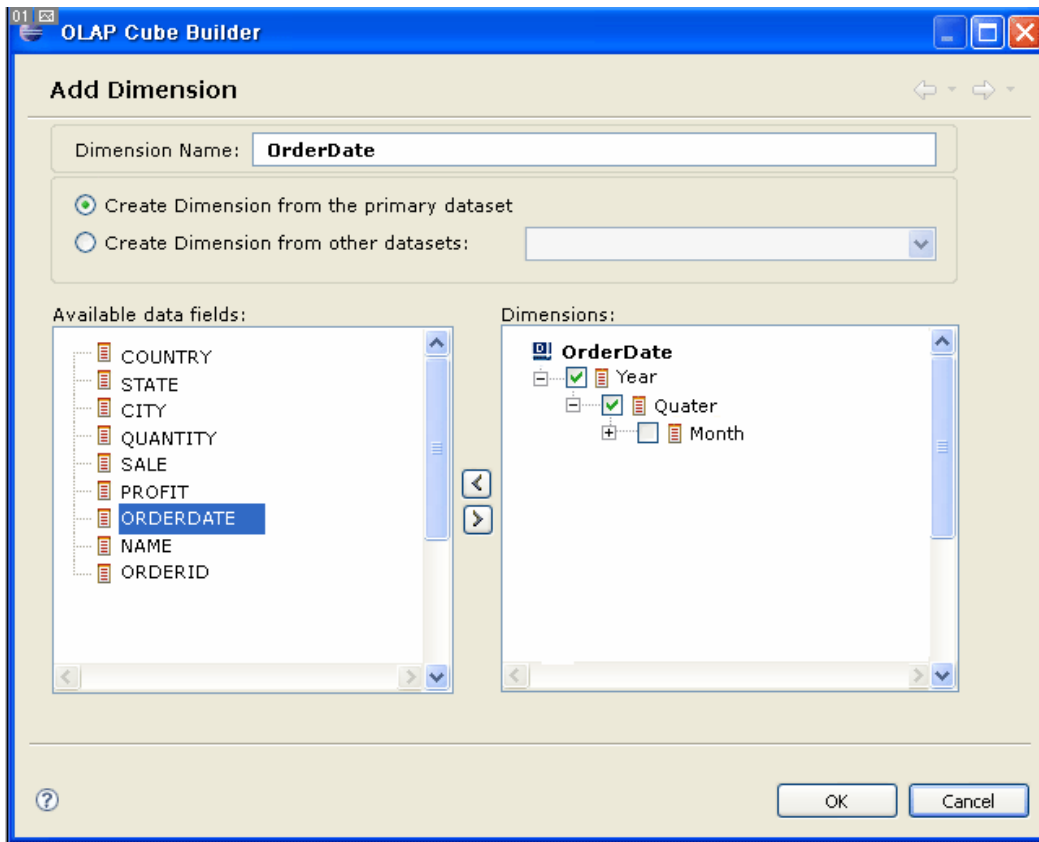 01
OLAP Cube Builder
Add Dimension
Dimension Name: OrderDate
Create Dimension from the primary dataset
Create Dimension from other datasets:
Available data fields:
COUNTRY
STATE
CITY
QUANTITY
SALE
PROFIT
ORDERDATE
NAME
ORDERID
Dimensions:
OrderDate
Year
Quater
Month
OK
Cancel